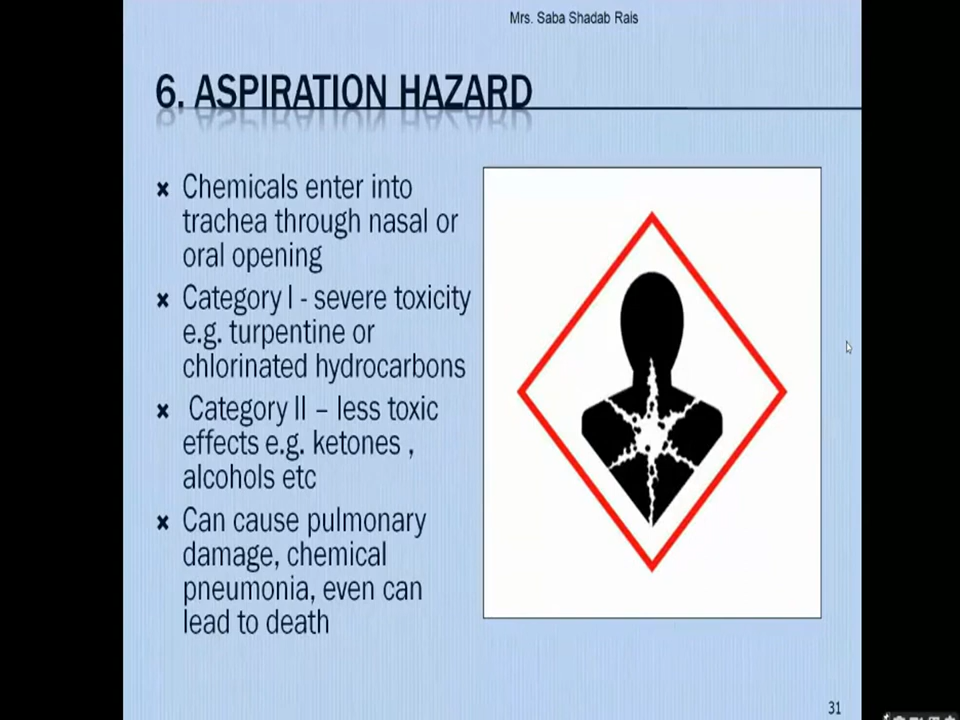 Mrs. Saba Shadab Rais
6. ASPIRATION HAZARD
Chemicals enter into
trachea through nasal or
oral opening
Category I - severe toxicity
e.g. turpentine or
chlorinated hydrocarbons
Category II – less toxic
effects e.g. ketones ,
alcohols etc
Can cause pulmonary
damage, chemical
pneumonia, even can
lead to death
31